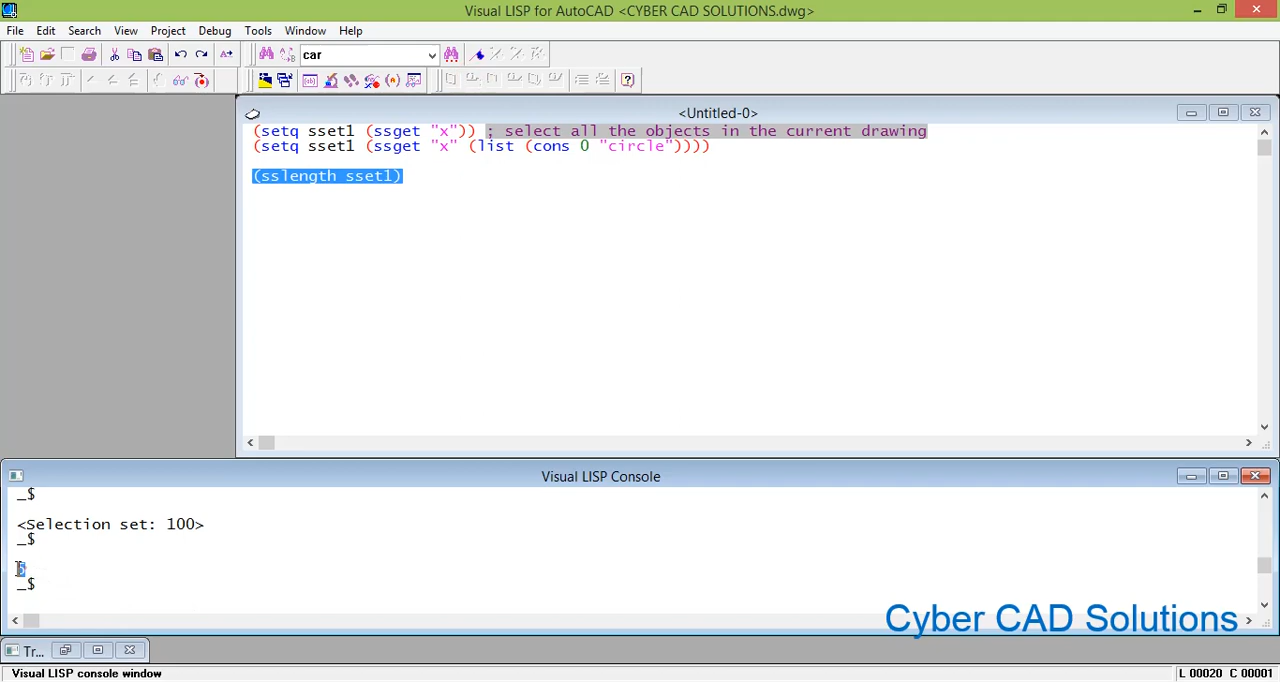 Visual LISP for AutoCAD <CYBER CAD SOLUTIONS.dwg>
File Edit Search View Project Debug Tools Window Help
car
<Untitled-0>
(setq sset1 (ssget "x")) ; select all the objects in the current drawing
(setq sset1 (ssget "x" (list (cons 0 "circle"))))
(sslength sset1)
Visual LISP Console
_$
<Selection set: 100>
_$
_$
Cyber CAD Solutions
Tr...
Visual LISP console window
L 00020 C 00001